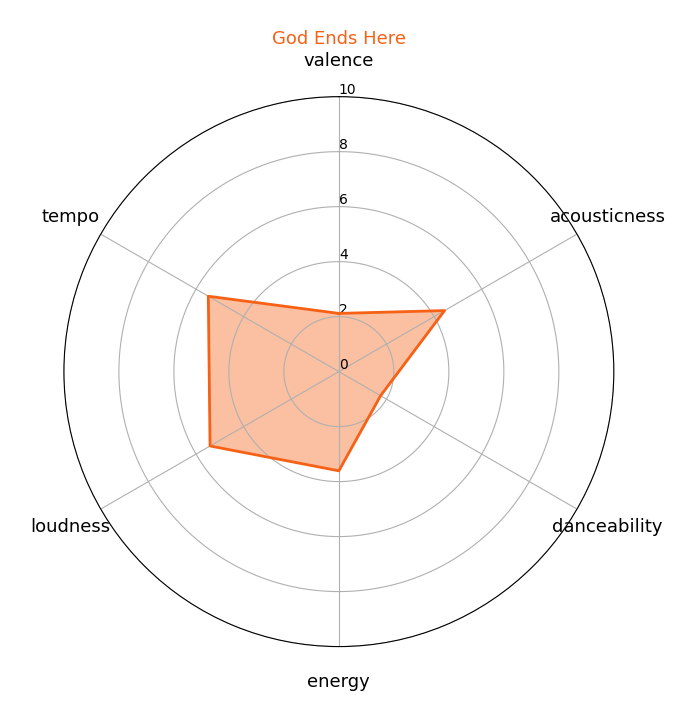 God Ends Here
valence
10
8
tempo
6
acousticness
4
2
0
loudness
danceability
energy